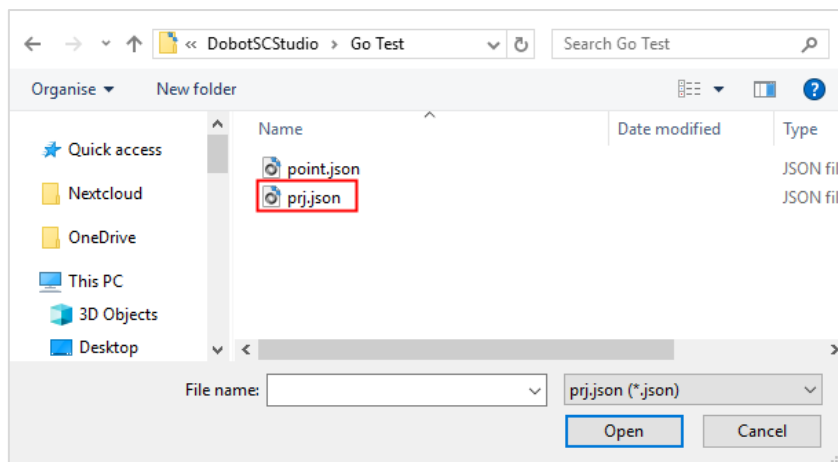 « DobotSCStudio › Go Test
Search Go Test
Organise
New folder
?
Name
Date modified
Type
Quick access
point.json
JSON fil
Nextcloud
prj.json
JSON fil
OneDrive
This PC
3D Objects
Desktop
File name:
prj.json (*.json)
Open
Cancel